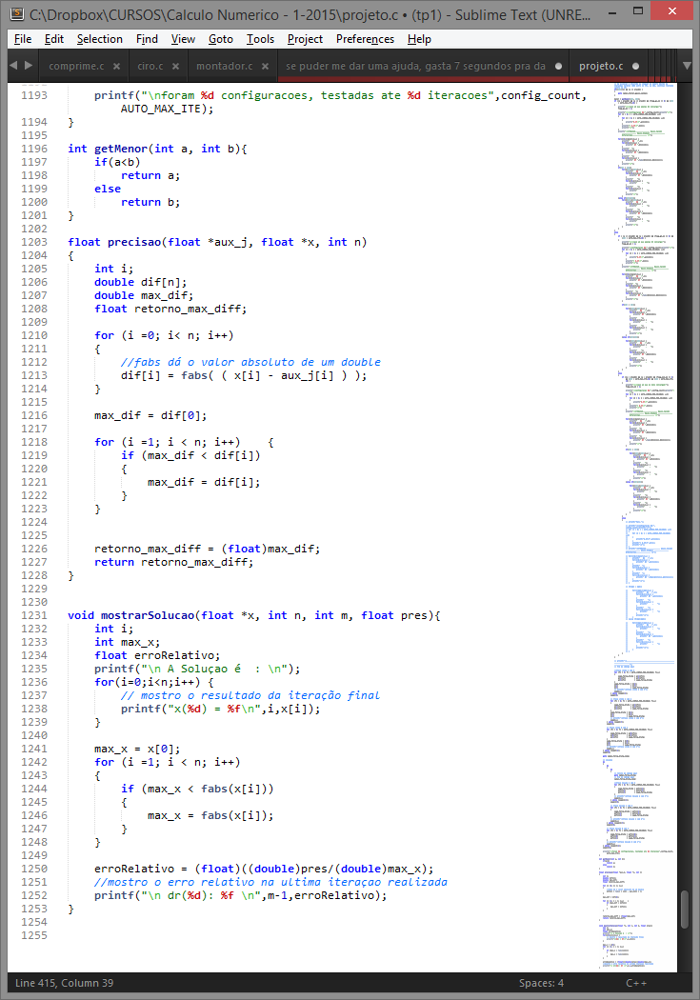 C:\Dropbox\CURSOS\Calculo Numerico - 1-2015\projeto.c • (tp1) - Sublime Text (UNRE...
File Edit Selection Find View Goto Tools Project Preferences Help
comprime.c ciro.c montador.c se puder me dar uma ajuda, gasta 7 segundos pra da projeto.c
1193 printf("\nforam %d configuracoes, testadas ate %d iteracoes",config_count,
AUTO_MAX_ITE);
1194 }
1195
1196 int getMenor(int a, int b){
1197 if(a<b)
1198 return a;
1199 else
1200 return b;
1201 }
1202
1203 float precisao(float *aux_j, float *x, int n)
1204 {
1205 int i;
1206 double dif[n];
1207 double max_dif;
1208 float retorno_max_diff;
1209
1210 for (i =0; i< n; i++)
1211 {
1212 //fabs dá o valor absoluto de um double
1213 dif[i] = fabs( ( x[i] - aux_j[i] ) );
1214 }
1215
1216 max_dif = dif[0];
1217
1218 for (i =1; i < n; i++) {
1219 if (max_dif < dif[i])
1220 {
1221 max_dif = dif[i];
1222 }
1223 }
1224
1225
1226 retorno_max_diff = (float)max_dif;
1227 return retorno_max_diff;
1228 }
1229
1230
1231 void mostrarSolucao(float *x, int n, int m, float pres){
1232 int i;
1233 int max_x;
1234 float erroRelativo;
1235 printf("\n A Soluçao é : \n");
1236 for(i=0;i<n;i++) {
1237 // mostro o resultado da iteração final
1238 printf("x(%d) = %f\n",i,x[i]);
1239 }
1240
1241 max_x = x[0];
1242 for (i =1; i < n; i++)
1243 {
1244 if (max_x < fabs(x[i]))
1245 {
1246 max_x = fabs(x[i]);
1247 }
1248 }
1249
1250 erroRelativo = (float)((double)pres/(double)max_x);
1251 //mostro o erro relativo na ultima iteraçao realizada
1252 printf("\n dr(%d): %f \n",m-1,erroRelativo);
1253 }
1254
1255
Line 415, Column 39 Spaces: 4 C++